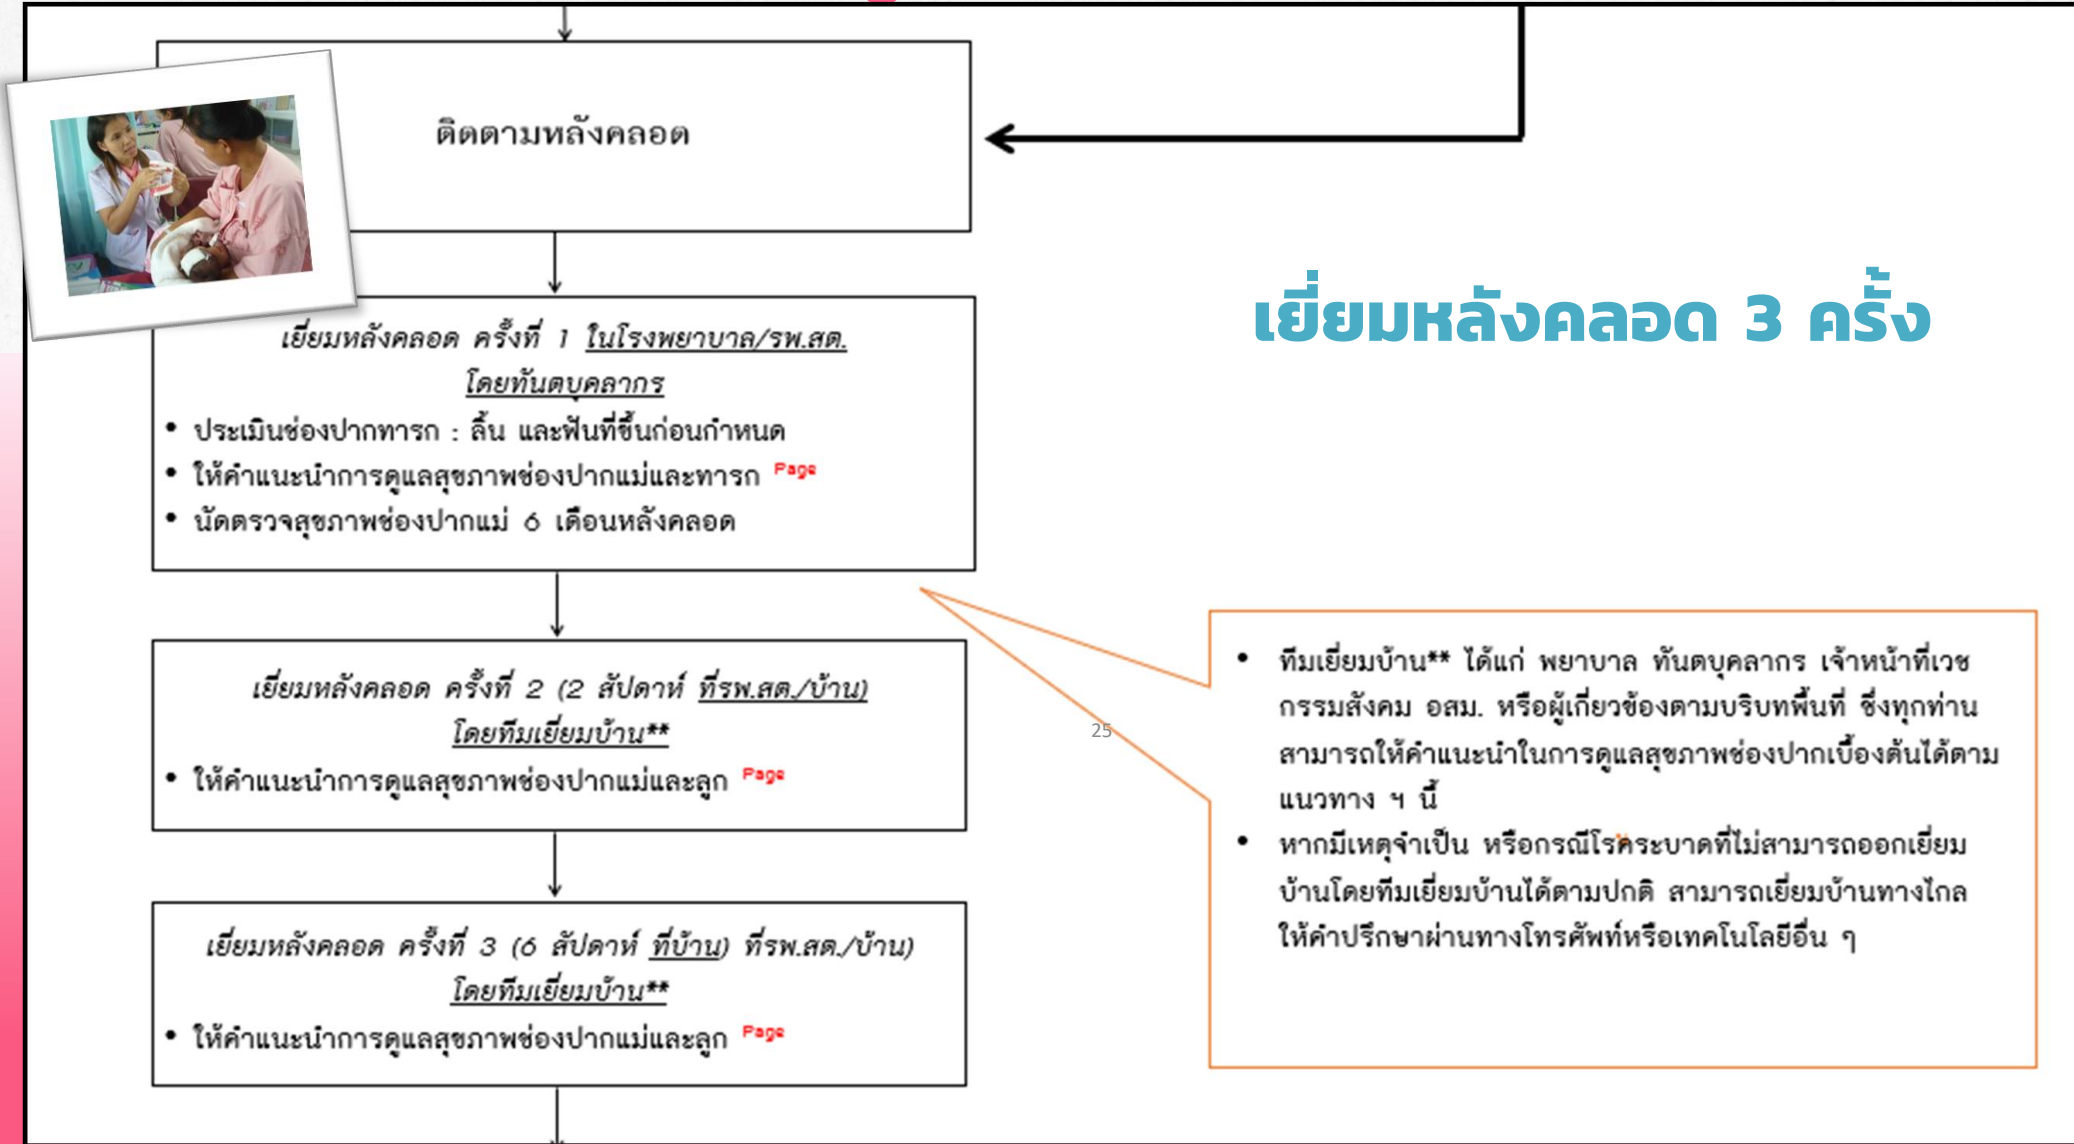 ติดตามหลังคลอด
เยี่ยมหลังคลอด 3 ครั้ง
เยี่ยมหลังคลอด ครั้งที่ 1 ในโรงพยาบาล/รพ.สต.
โดยทันตบุคลากร
• ประเมินช่องปากทารก : ลิ้น และฟันที่ขึ้นก่อนกำหนด
• ให้คำแนะนำการดูแลสุขภาพช่องปากแม่และทารก Page
• นัดตรวจสุขภาพช่องปากแม่ 6 เดือนหลังคลอด
เยี่ยมหลังคลอด ครั้งที่ 2 (2 สัปดาห์ ที่รพ.สต./บ้าน)
โดยทีมเยี่ยมบ้าน**
• ให้คำแนะนำการดูแลสุขภาพช่องปากแม่และลูก Page
เยี่ยมหลังคลอด ครั้งที่ 3 (6 สัปดาห์ ที่บ้าน) ที่รพ.สต./บ้าน)
โดยทีมเยี่ยมบ้าน**
• ให้คำแนะนำการดูแลสุขภาพช่องปากแม่และลูก Page
25
• ทีมเยี่ยมบ้าน** ได้แก่ พยาบาล ทันตบุคลากร เจ้าหน้าที่เวช
กรรมสังคม อสม. หรือผู้เกี่ยวข้องตามบริบทพื้นที่ ซึ่งทุกท่าน
สามารถให้คำแนะนำในการดูแลสุขภาพช่องปากเบื้องต้นได้ตาม
แนวทาง ฯ นี้
• หากมีเหตุจำเป็น หรือกรณีโรคระบาดที่ไม่สามารถออกเยี่ยม
บ้านโดยทีมเยี่ยมบ้านได้ตามปกติ สามารถเยี่ยมบ้านทางไกล
ให้คำปรึกษาผ่านทางโทรศัพท์หรือเทคโนโลยีอื่น ๆ